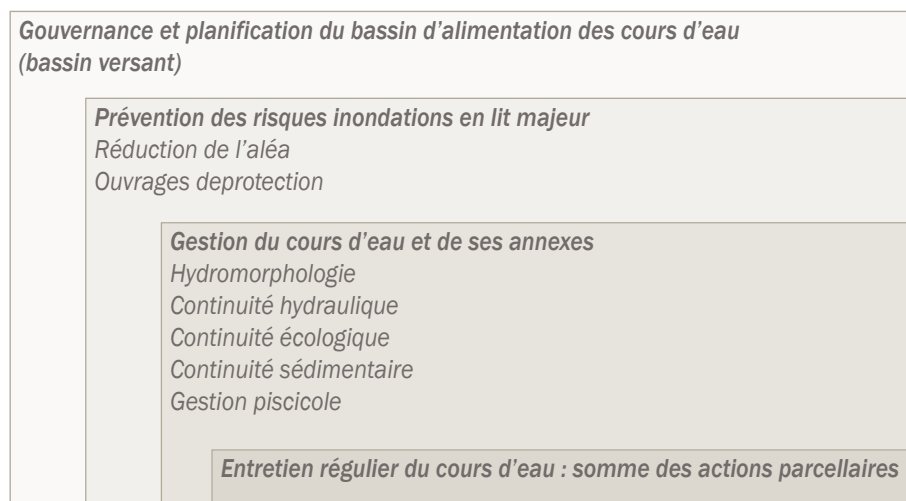 Gouvernance et planification du bassin d’alimentation des cours d’eau
(bassin versant)
Prévention des risques inondations en lit majeur
Réduction de l’aléa
Ouvrages deprotection
Gestion du cours d’eau et de ses annexes
Hydromorphologie
Continuité hydraulique
Continuité écologique
Continuité sédimentaire
Gestion piscicole
Entretien régulier du cours d’eau : somme des actions parcellaires